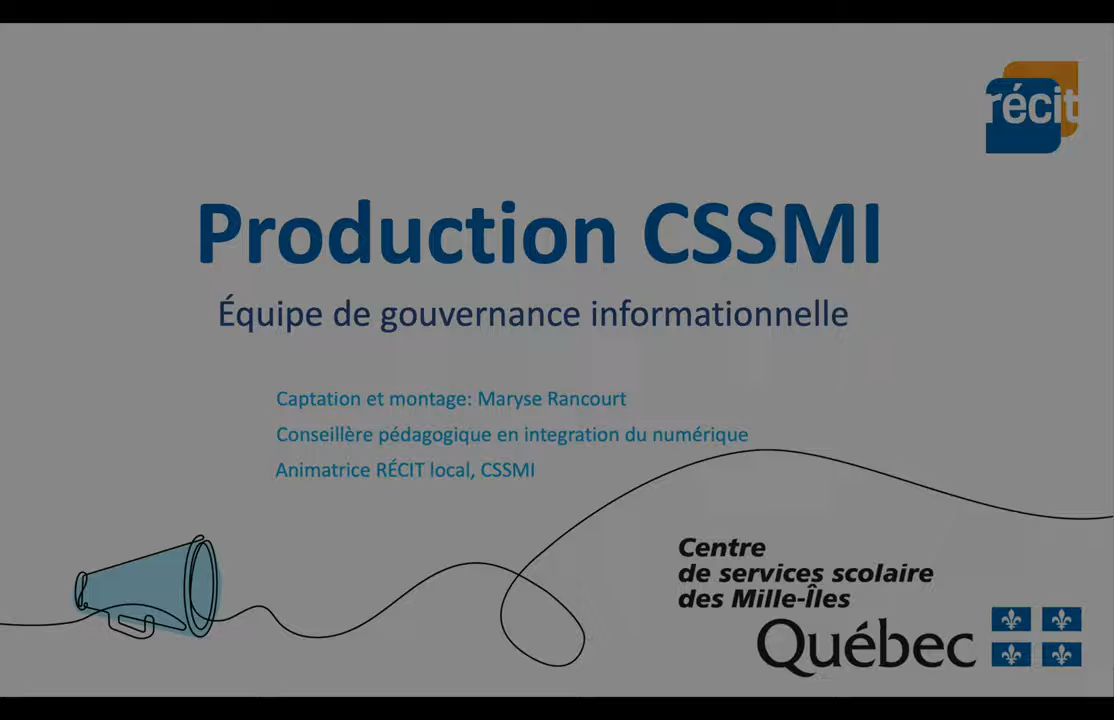 récit
Production CSSMI
Équipe de gouvernance informationnelle
Captation et montage: Maryse Rancourt
Conseillère pédagogique en integration du numérique
Animatrice RÉCIT local, CSSMI
Centre
de services scolaire
des Mille-Îles
Québec